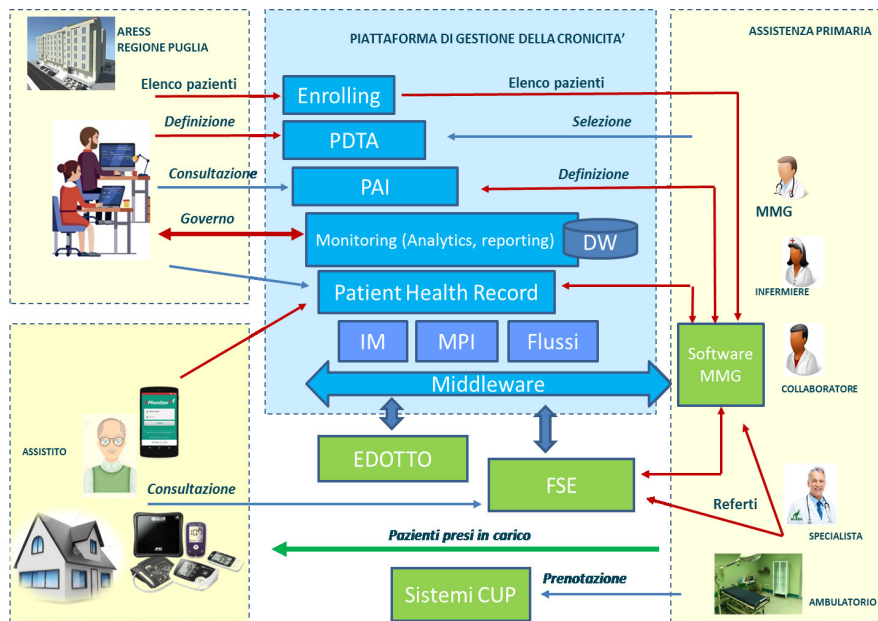 ARESS
REGIONE PUGLIA
PIATTAFORMA DI GESTIONE DELLA CRONICITA’
ASSISTENZA PRIMARIA
Elenco pazienti
Enrolling
Elenco pazienti
Definizione
PDTA
Selezione
Consultazione
PAI
Definizione
MMG
Governo
Monitoring (Analytics, reporting)
DW
INFERMIERE
Patient Health Record
IM
MPI
Flussi
Software
MMG
COLLABORATORE
Middleware
Monitor
ASSISTITO
EDOTTO
FSE
Consultazione
Referti
SPECIALISTA
Pazienti presi in carico
Sistemi CUP
Prenotazione
AMBULATORIO